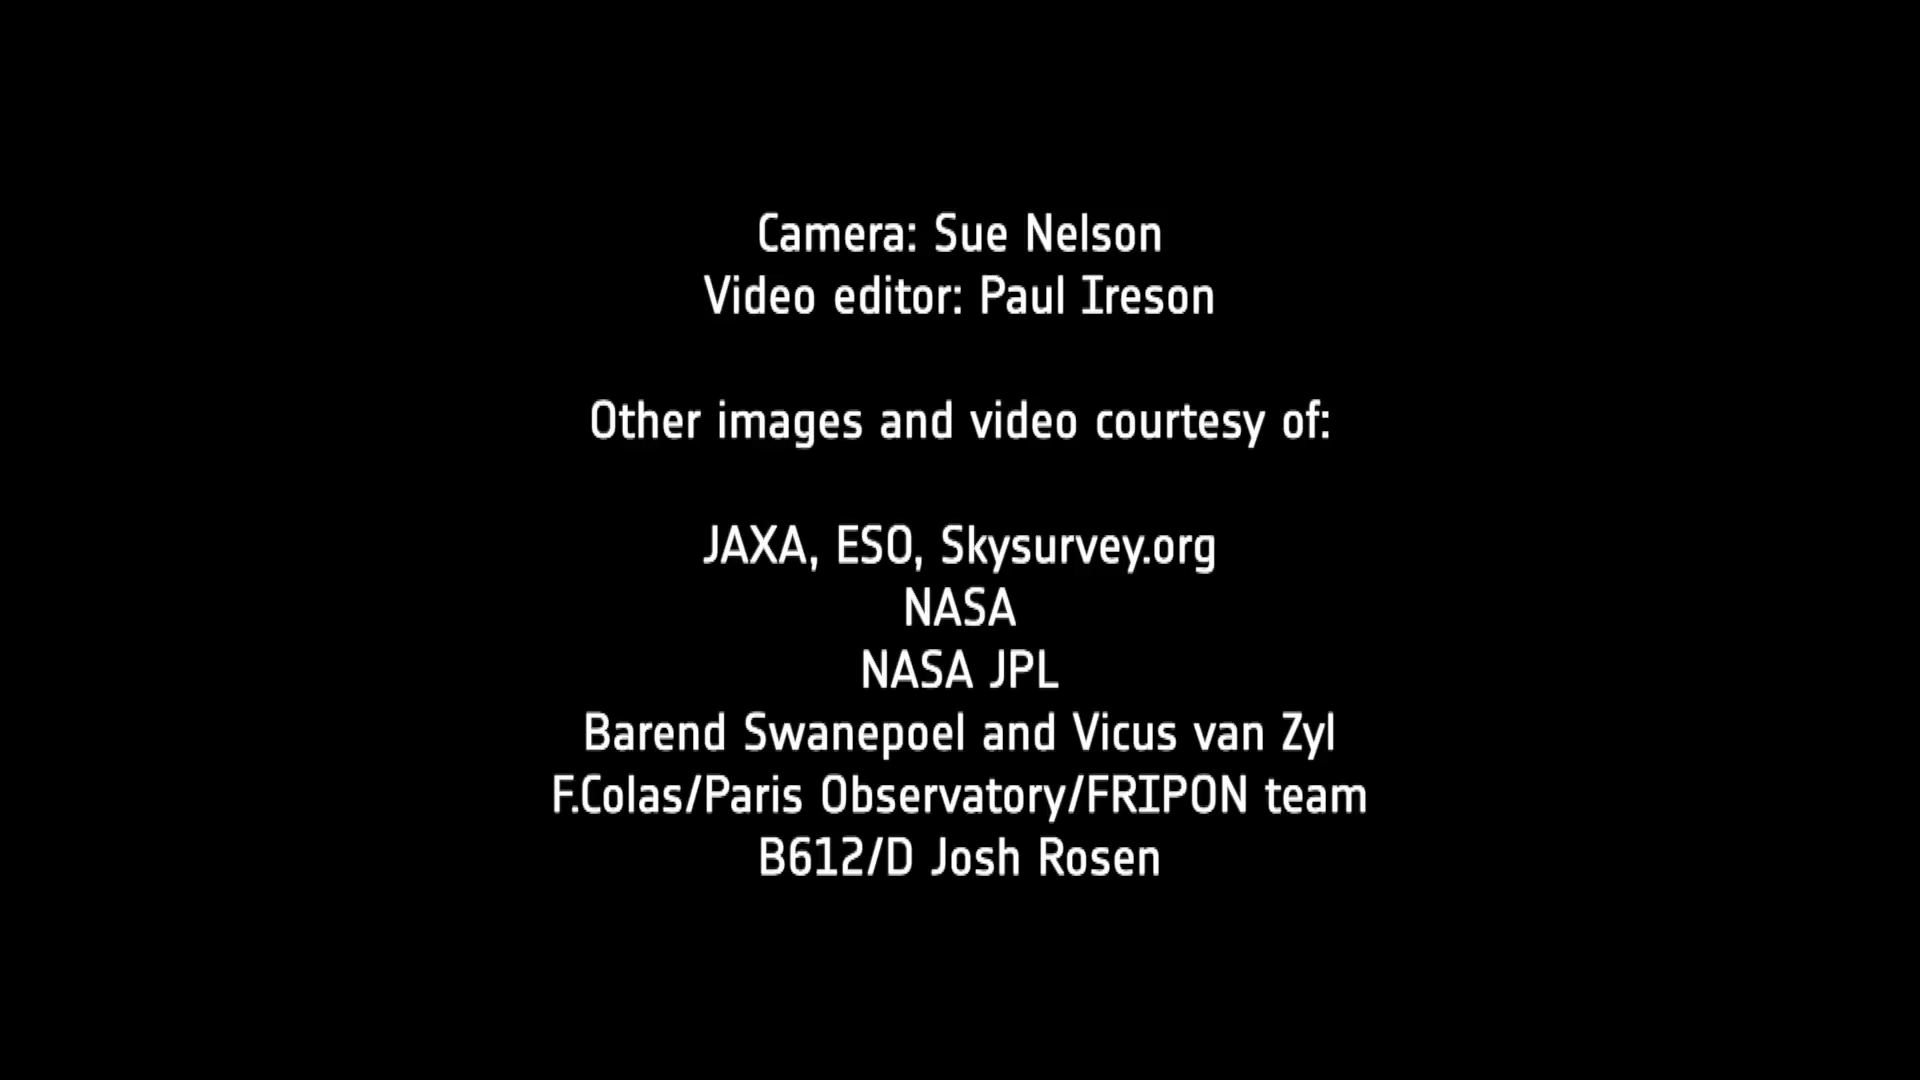 Camera: Sue Nelson
Video editor: Paul Ireson
Other images and video courtesy of:
JAXA, ESO, Skysurvey.org
NASA
NASA JPL
Barend Swanepoel and Vicus van Zyl
F.Colas/Paris Observatory/FRIPON team
B612/D Josh Rosen